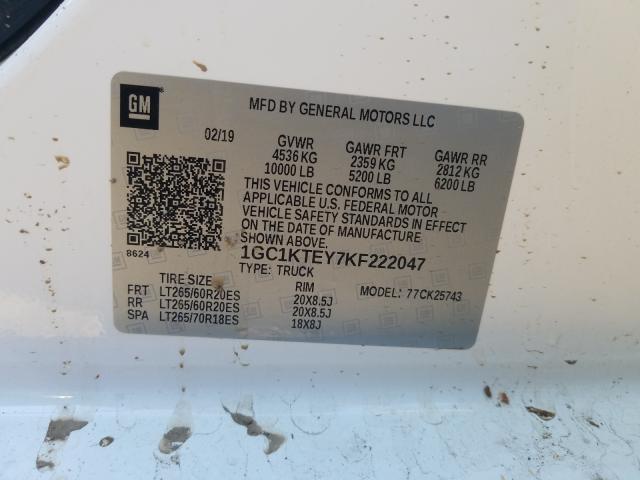 GM
MFD BY GENERAL MOTORS LLC
02/19
GVWR GAWR FRT GAWR RR
4536 KG 2359 KG 2812 KG
10000 LB 5200 LB 6200 LB
THIS VEHICLE CONFORMS TO ALL
APPLICABLE U.S. FEDERAL MOTOR
VEHICLE SAFETY STANDARDS IN EFFECT
ON THE DATE OF MANUFACTURE
SHOWN ABOVE.
8624
1GC1KTEY7KF222047
TYPE: TRUCK
TIRE SIZE RIM MODEL: 77CK25743
FRT LT265/60R20ES 20X8.5J
RR LT265/60R20ES 20X8.5J
SPA LT265/70R18ES 18X8J